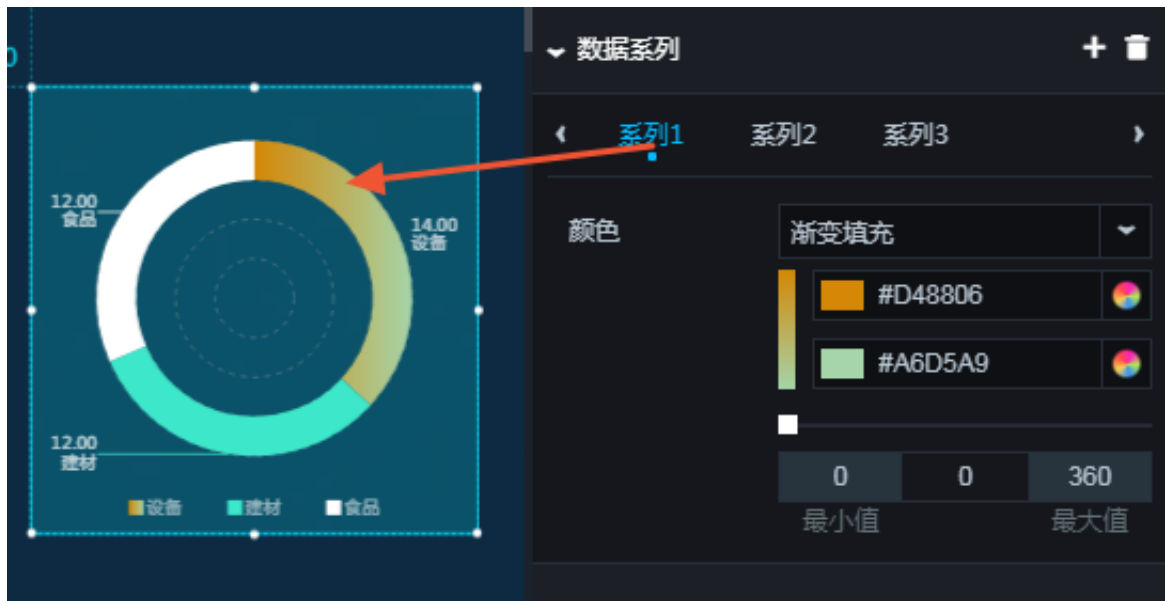 0
12.00
食品
14.00
设备
12.00
建材
设备 建材 食品
数据系列
系列1 系列2 系列3
颜色 渐变填充
#D48806
#A6D5A9
0 0 360
最小值 最大值